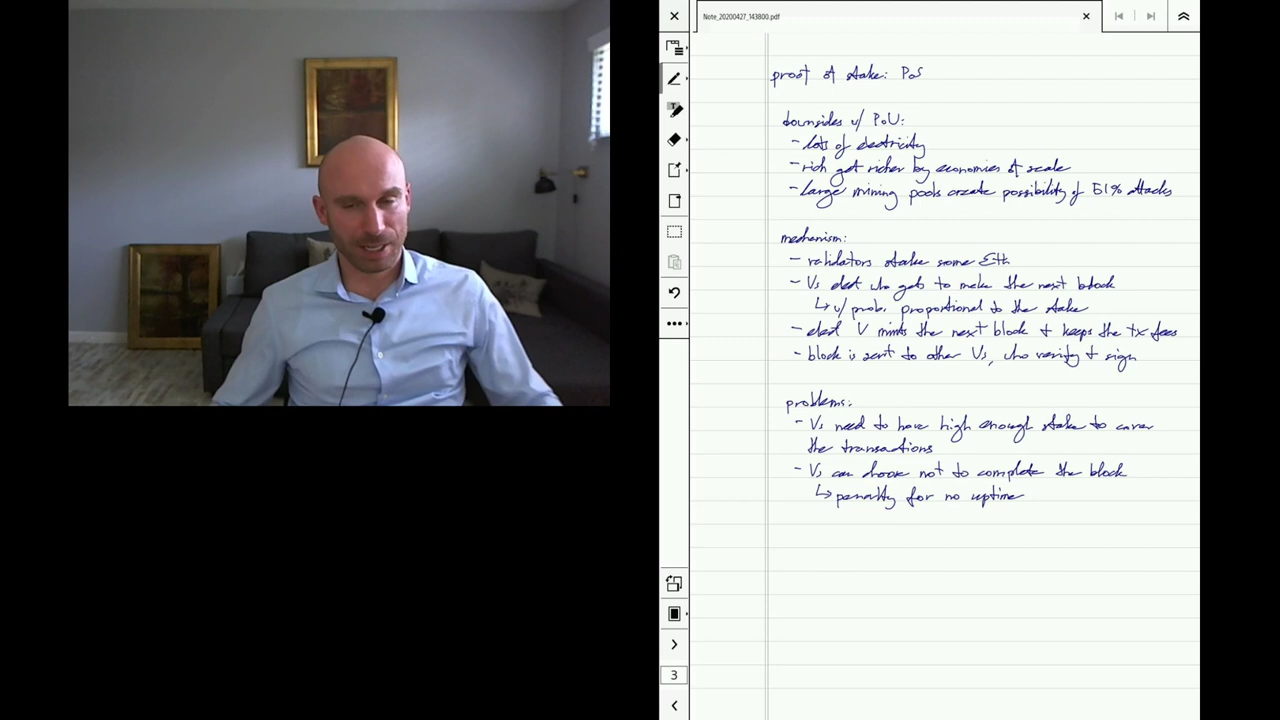 Note_20200427_143800.pdf
proof of stake: PoS
downsides w/ PoW:
- lots of electricity
- rich get richer by economies of scale
- large mining pools create possibility of 51% attacks
mechanism:
- validators stake some Eth
- Vs elect who gets to make the next block
↳ w/ prob. proportional to the stake
- elect V mints the next block + keeps the tx fees
- block is sent to other Vs, who verify + sign
problems:
- Vs need to have high enough stake to cover
the transactions
- Vs can choose not to complete the block
↳ penalty for no uptime
3